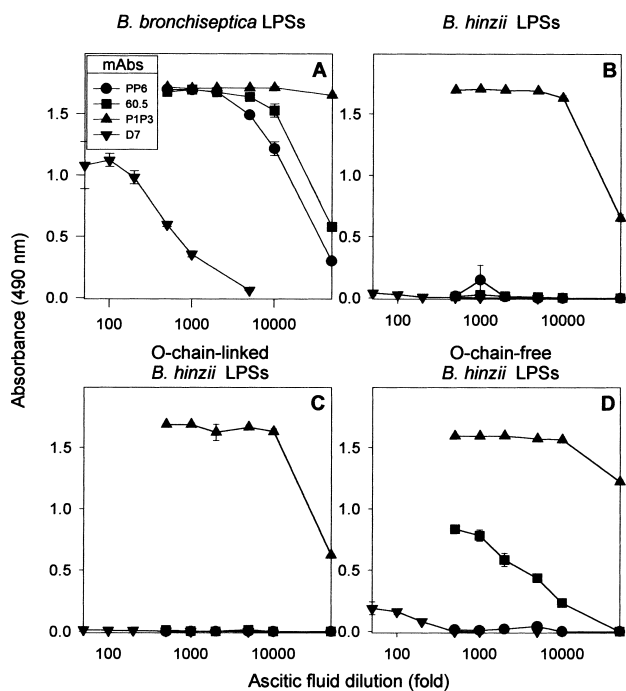 B. bronchiseptica LPSs
B. hinzii LPSs
mAbs
PP6
60.5
P1P3
D7
A
B
1.5
1.0
0.5
0.0
1.5
1.0
0.5
0.0
100
1000
10000
100
1000
10000
O-chain-linked
B. hinzii LPSs
O-chain-free
B. hinzii LPSs
C
D
1.5
1.0
0.5
0.0
1.5
1.0
0.5
0.0
100
1000
10000
100
1000
10000
Absorbance (490 nm)
Ascitic fluid dilution (fold)